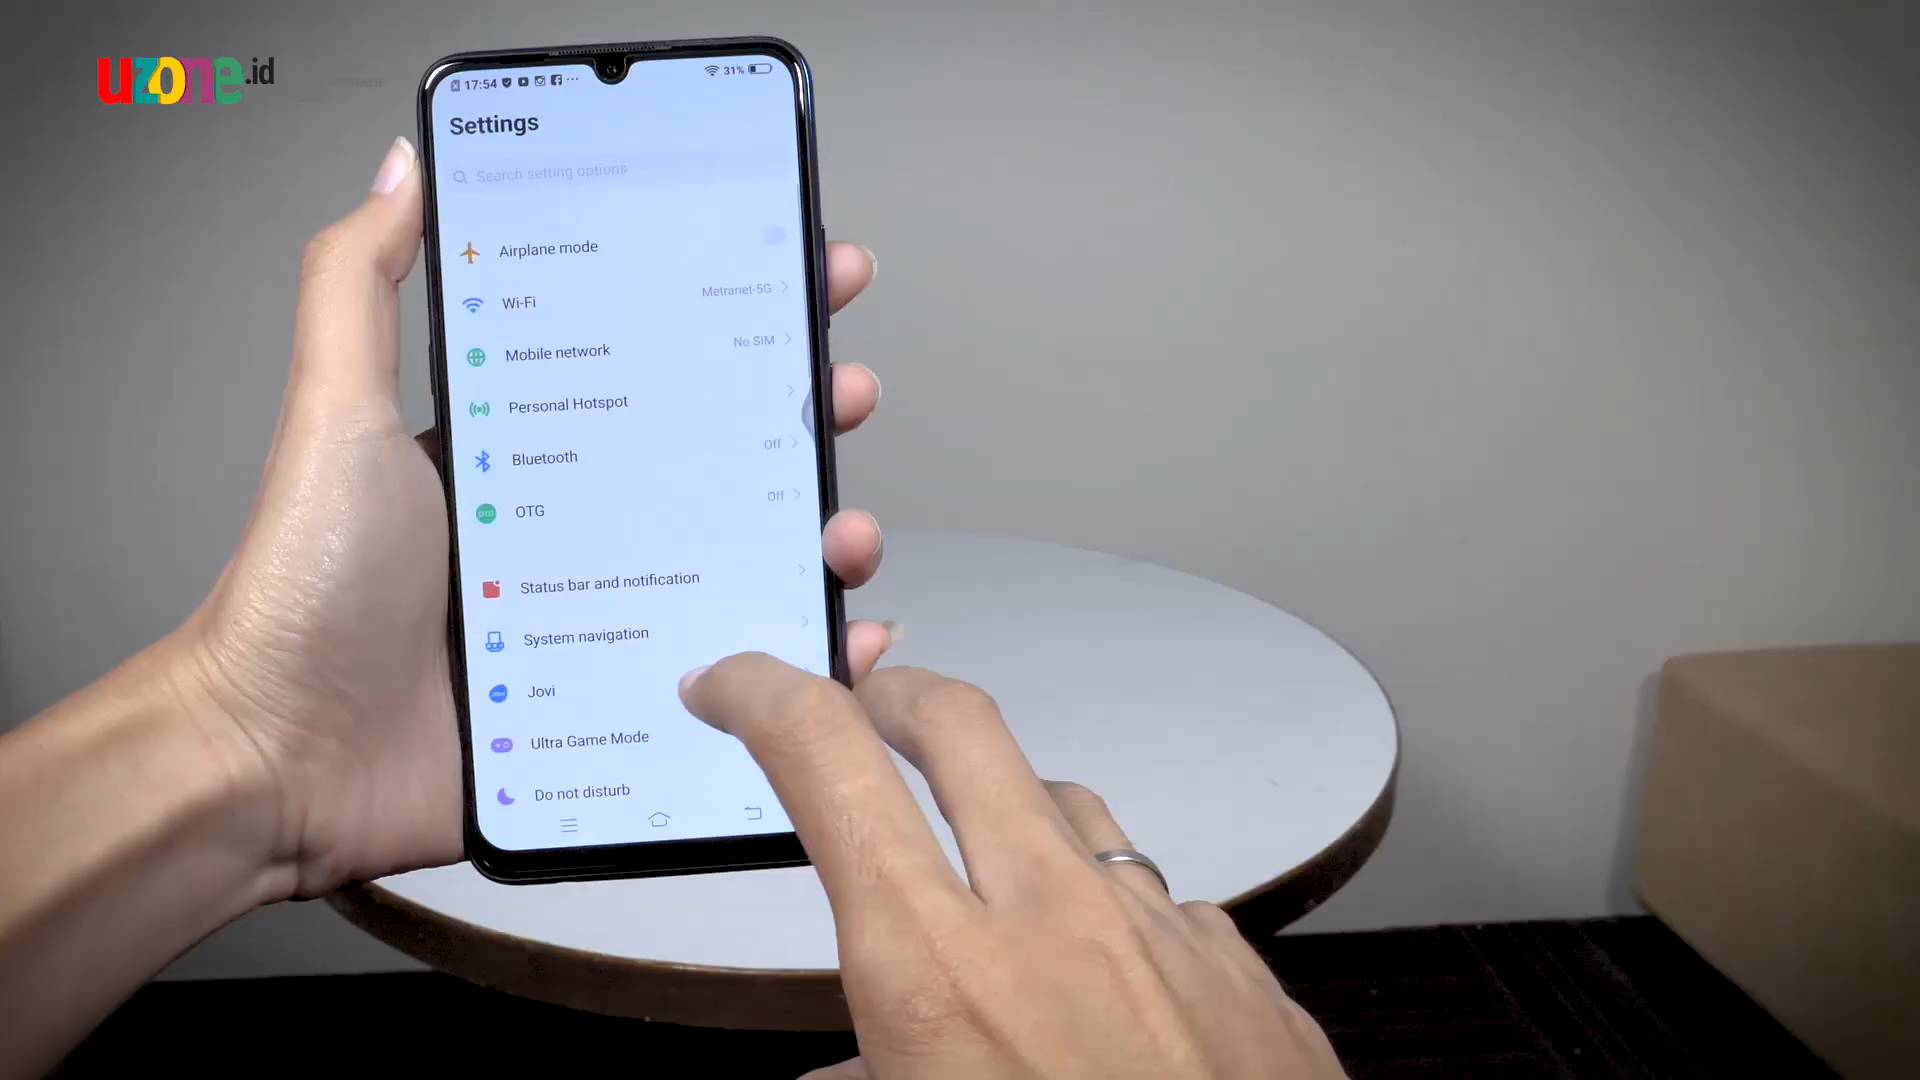 uzone.id
17:54
31%
Settings
Search setting options
Airplane mode
Wi-Fi
Metranet-5G
Mobile network
No SIM
Personal Hotspot
Bluetooth
Off
OTG
Off
Status bar and notification
System navigation
Jovi
Ultra Game Mode
Do not disturb